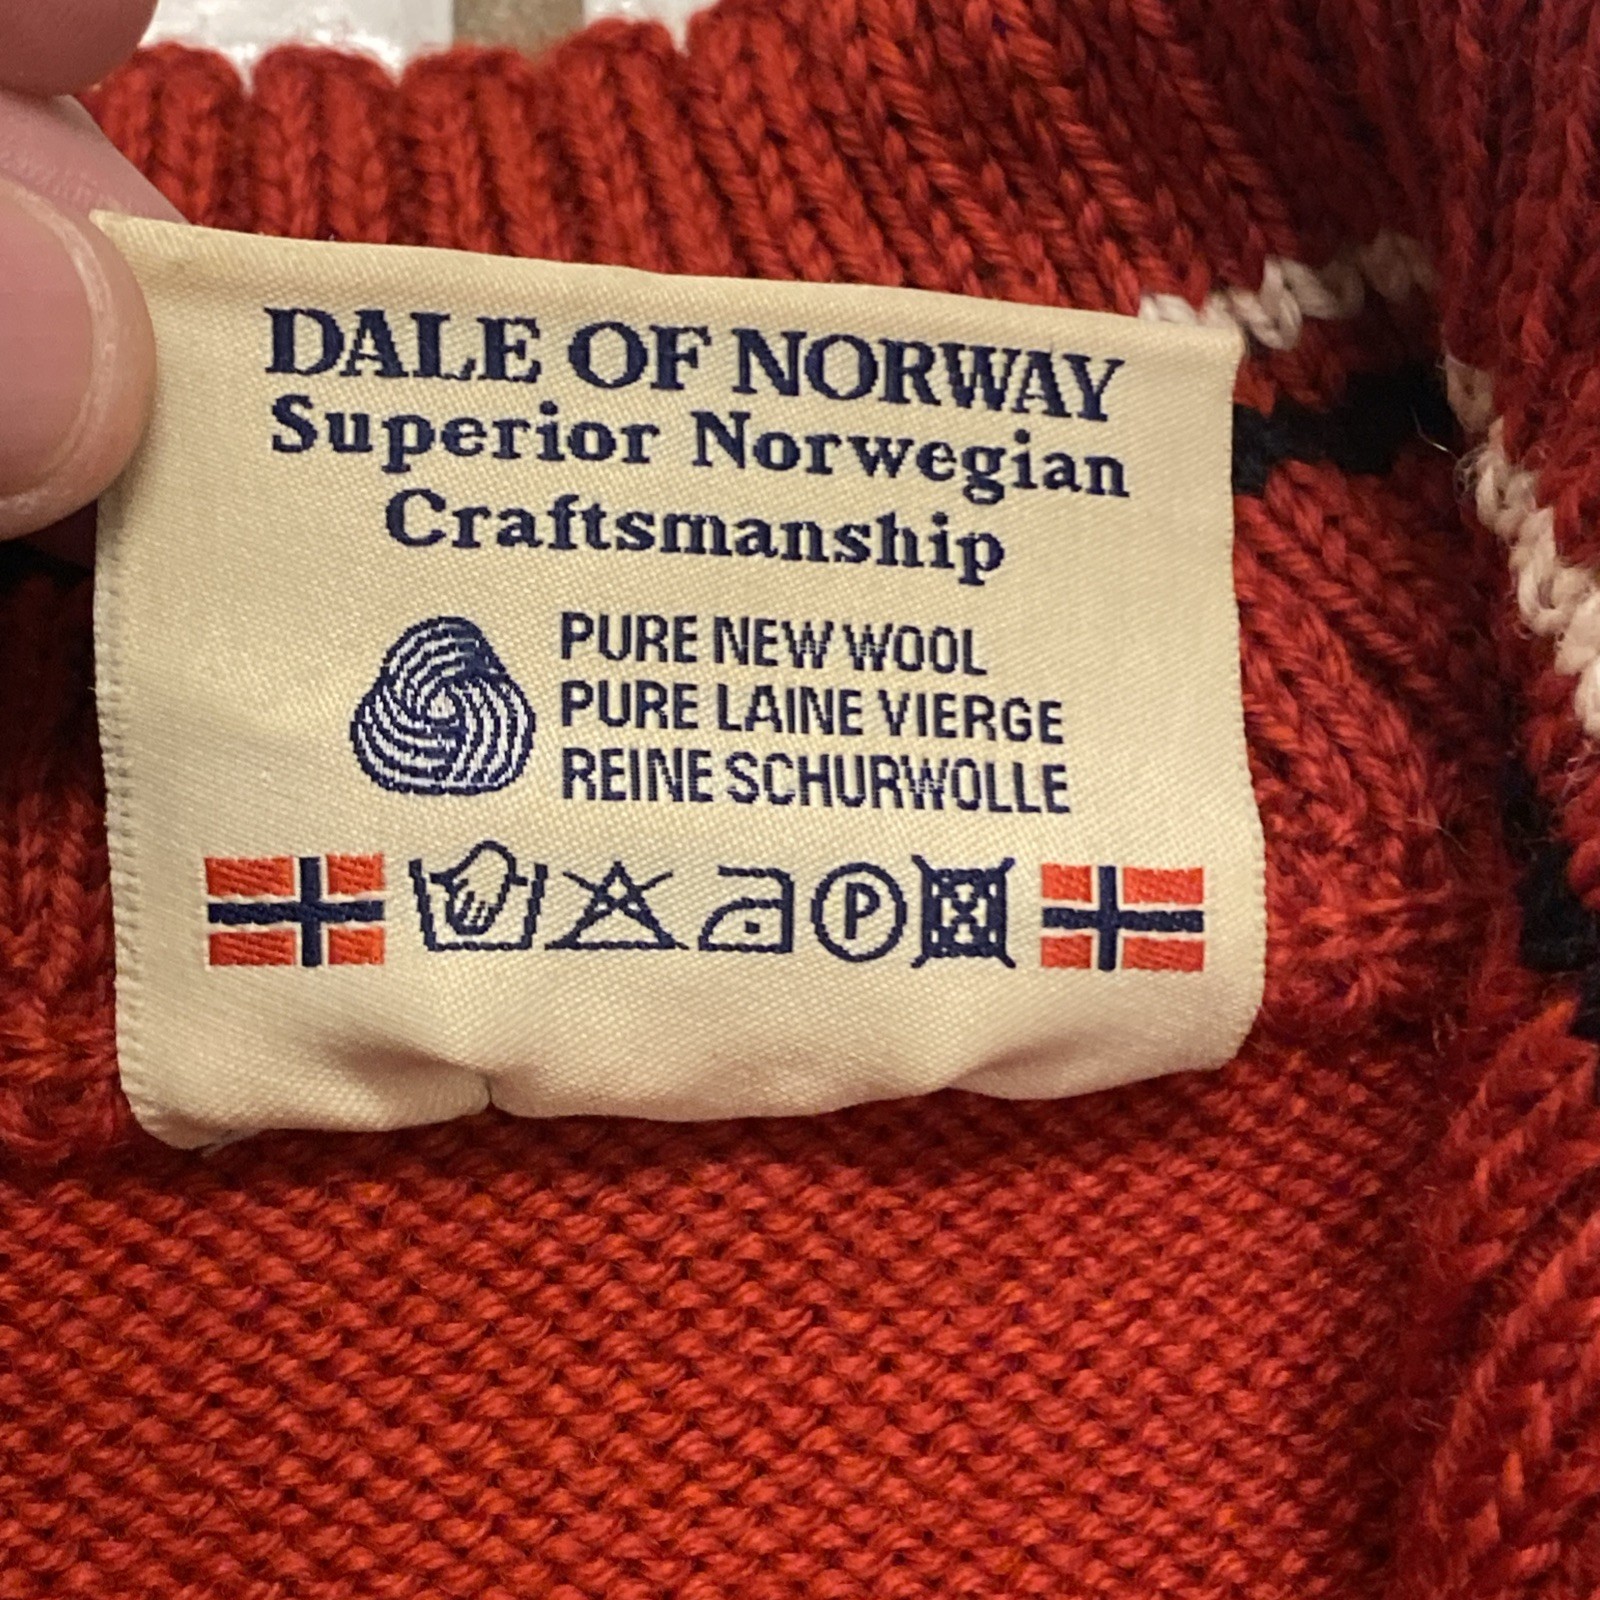 DALE OF NORWAY
Superior Norwegian
Craftsmanship
PURE NEW WOOL
PURE LAINE VIERGE
REINE SCHURWOLLE
P